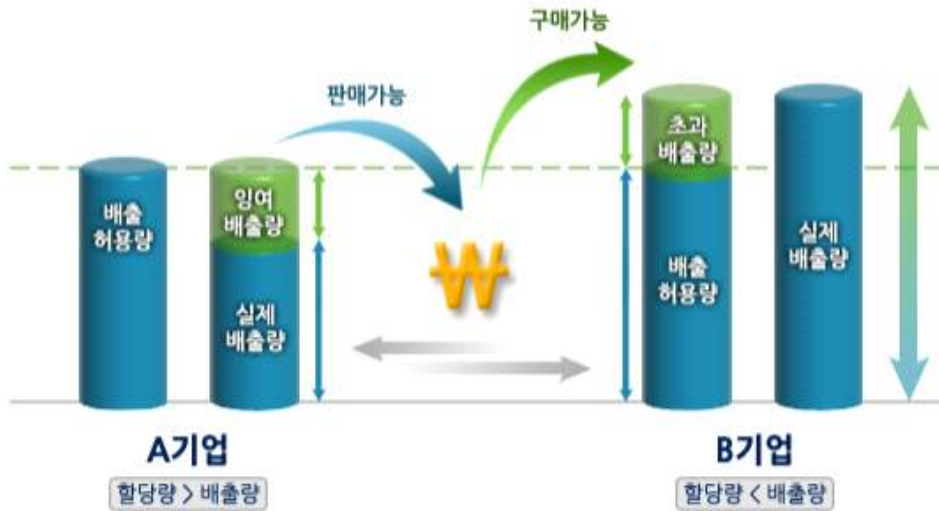 구매가능
판매가능
배출
허용량
잉여
배출량
실제
배출량
₩
초과
배출량
배출
허용량
실제
배출량
A기업
할당량 > 배출량
B기업
할당량 < 배출량